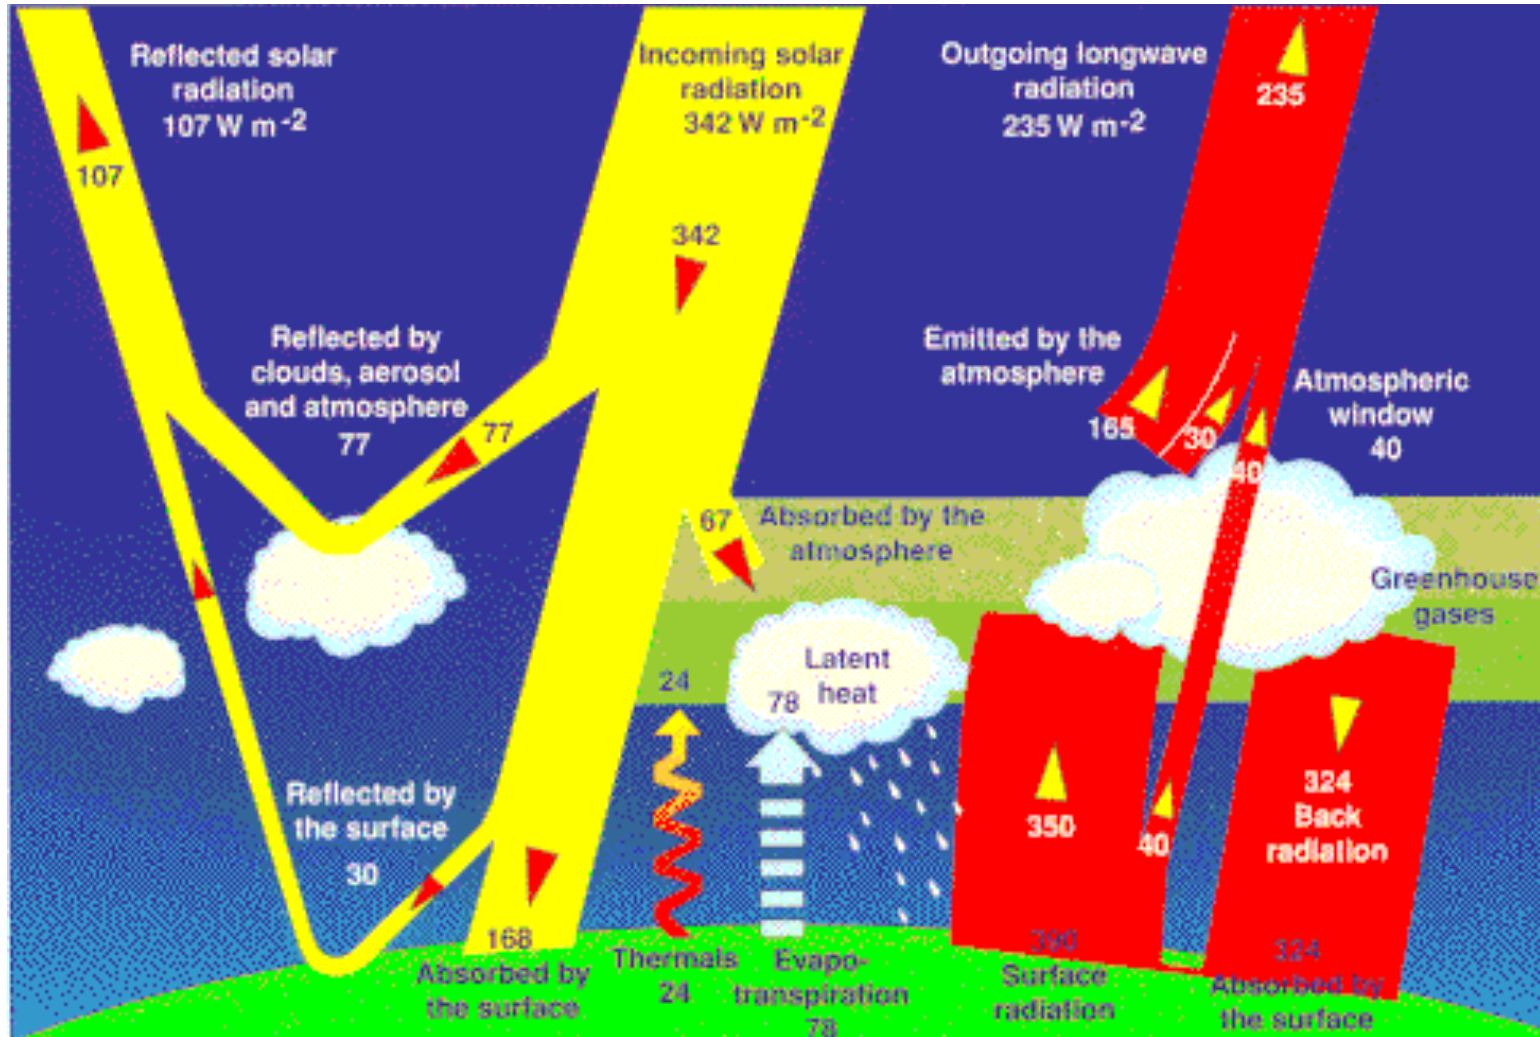 Reflected solar
radiation
107 W m-2
107
Incoming solar
radiation
342 W m-2
342
Outgoing longwave
radiation
235 W m-2
235
Reflected by
clouds, aerosol
and atmosphere
77
77
Emitted by the
atmosphere
165
30
40
Atmospheric
window
40
67
Absorbed by the
atmosphere
Greenhouse
gases
24
Latent
heat
78
Reflected by
the surface
30
350
40
324
Back
radiation
168
Absorbed by
the surface
Thermals
24
Evapo-
transpiration
78
390
Surface
radiation
324
Absorbed by
the surface